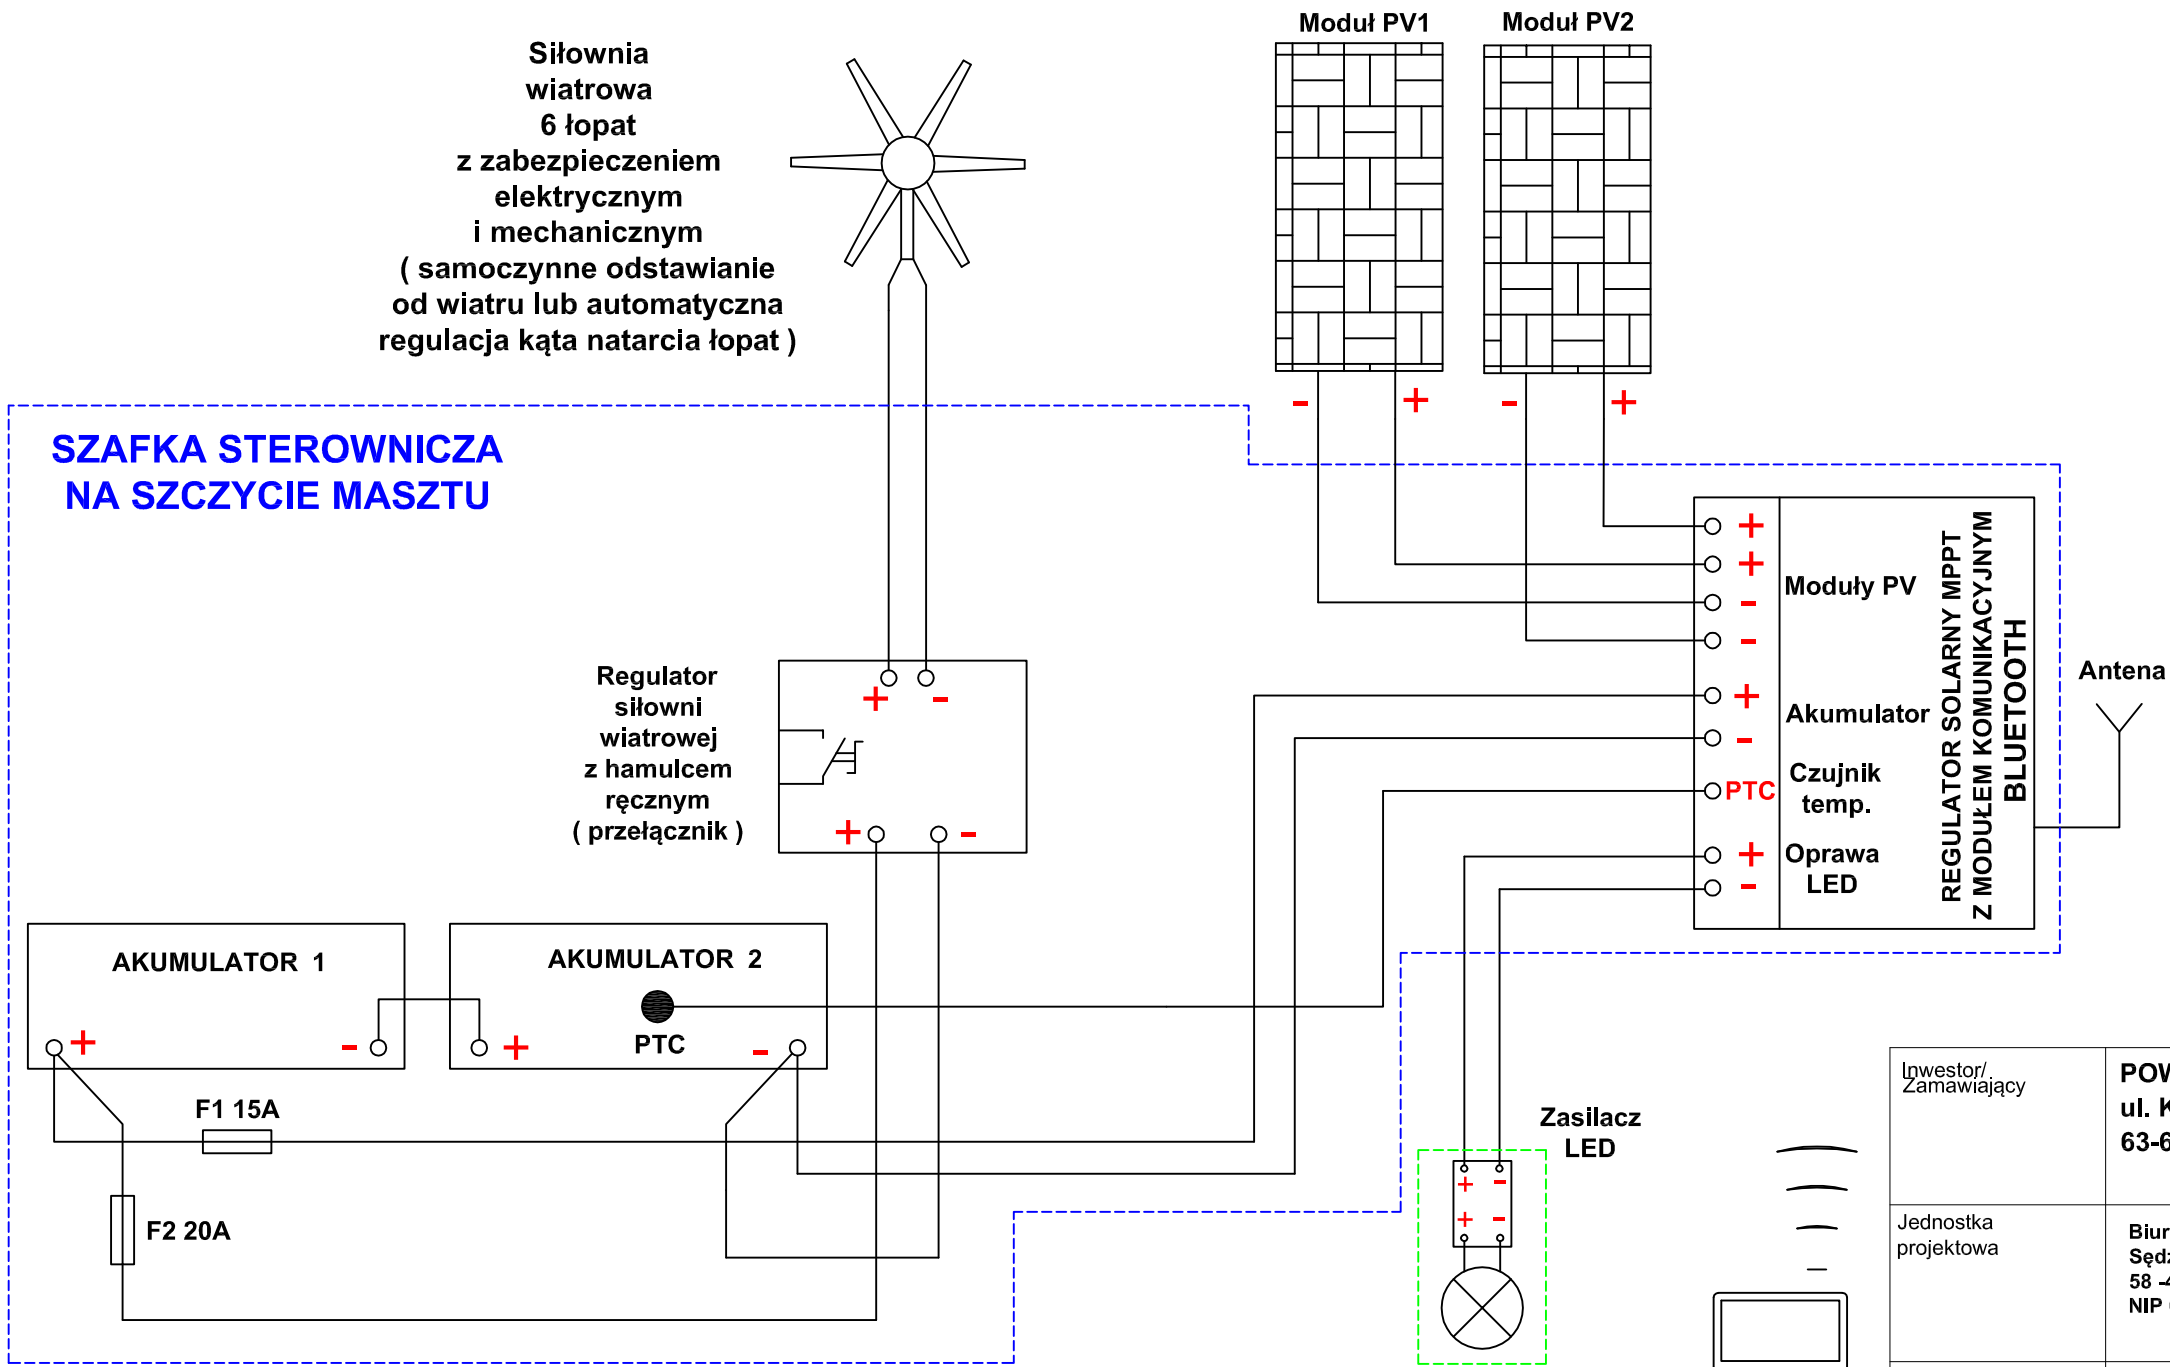 Siłownia
wiatrowa
6 łopat
z zabezpieczeniem
elektrycznym
i mechanicznym
( samoczynne odstawianie
od wiatru lub automatyczna
regulacja kąta natarcia łopat )
Moduł PV1
Moduł PV2
- + - +
SZAFKA STEROWNICZA
NA SZCZYCIE MASZTU
Regulator
siłowni
wiatrowej
z hamulcem
ręcznym
( przełącznik )
+ -
+ -
+
+
-
-
Moduły PV
+
-
Akumulator
PTC
Czujnik
temp.
+
-
Oprawa
LED
REGULATOR SOLARNY MPPT
Z MODUŁEM KOMUNIKACYJNYM
BLUETOOTH
Antena
AKUMULATOR 1
+ -
AKUMULATOR 2
+ -
PTC
F1 15A
F2 20A
Zasilacz
LED
+ -
+ -
Inwestor/
Zamawiający
ul.
Jednostka
projektowa
58
NIP